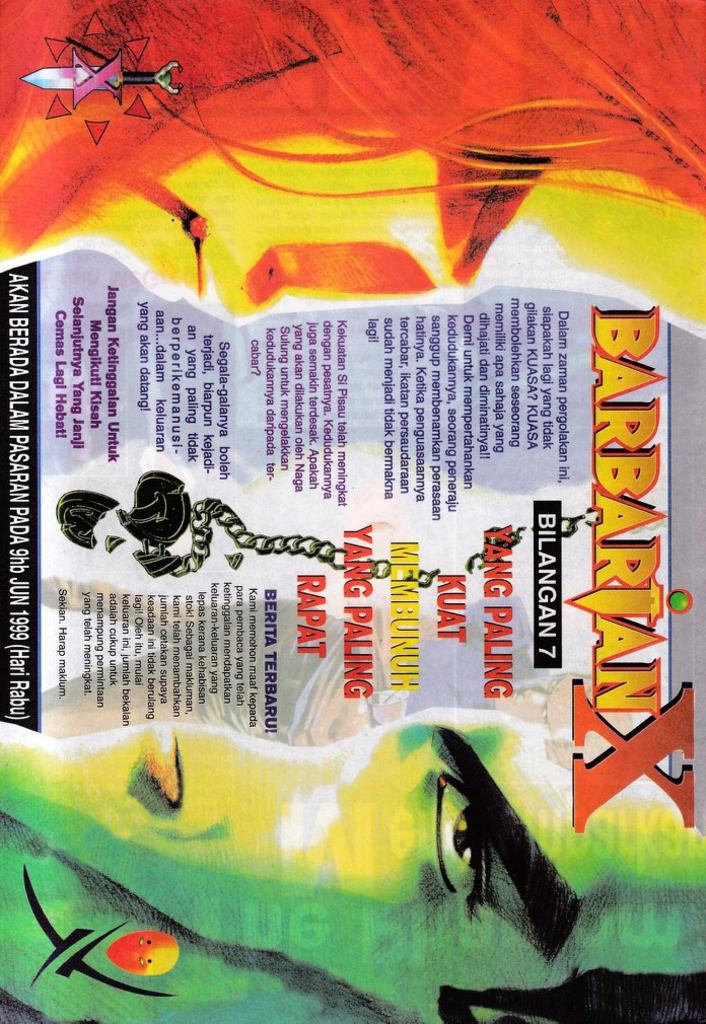 BARBARIAN X
BILANGAN 7
YANG PALING
KUAT
MEMBUNUH
YANG PALING
RAPAT
Dalam zaman pergolakan ini,
siapakah lagi yang tidak
gilakan KUASA? KUASA
membolehkan seseorang
memiliki apa sahaja yang
dihajati dan diminatinya!!
Demi untuk mempertahankan
kedudukannya, seorang peneraju
sanggup membenamkan perasaan
hatinya. Ketika penguasaannya
tercabar, ikatan persaudaraan
sudah menjadi tidak bermakna
lagi!
Kekuatan SI Pisau telah meningkat
dengan pesatnya. Kedudukannya
juga semakin terdesak. Apakah
yang akan dilakukan oleh Naga
Sulung untuk mengelakkan
kedudukannya daripada ter-
cabar?
Segala-galanya boleh
terjadi, biarpun kejadi-
an yang paling tidak
berperikemanusi-
aan...dalam keluaran
yang akan datang!
Jangan Ketinggalan Untuk
Mengikuti Kisah
Selanjutnya Yang Janji
Cemas Lagi Hebat!
BERITA TERBARU!
Kami memohon maaf kepada
para pembaca yang telah
ketinggalan mendapatkan
keluaran-keluaran yang
lepas kerana kehabisan
stok! Sebagai makluman,
kami telah menambahkan
jumlah cetakan supaya
keadaan ini tidak berulang
lagi! Oleh itu, mulai
keluaran ini, jumlah bekalan
adalah cukup untuk
menampung permintaan
yang telah meningkat.
Sekian. Harap maklum.
AKAN BERADA DALAM PASARAN PADA 9hb JUN 1999 (Hari Rabu)